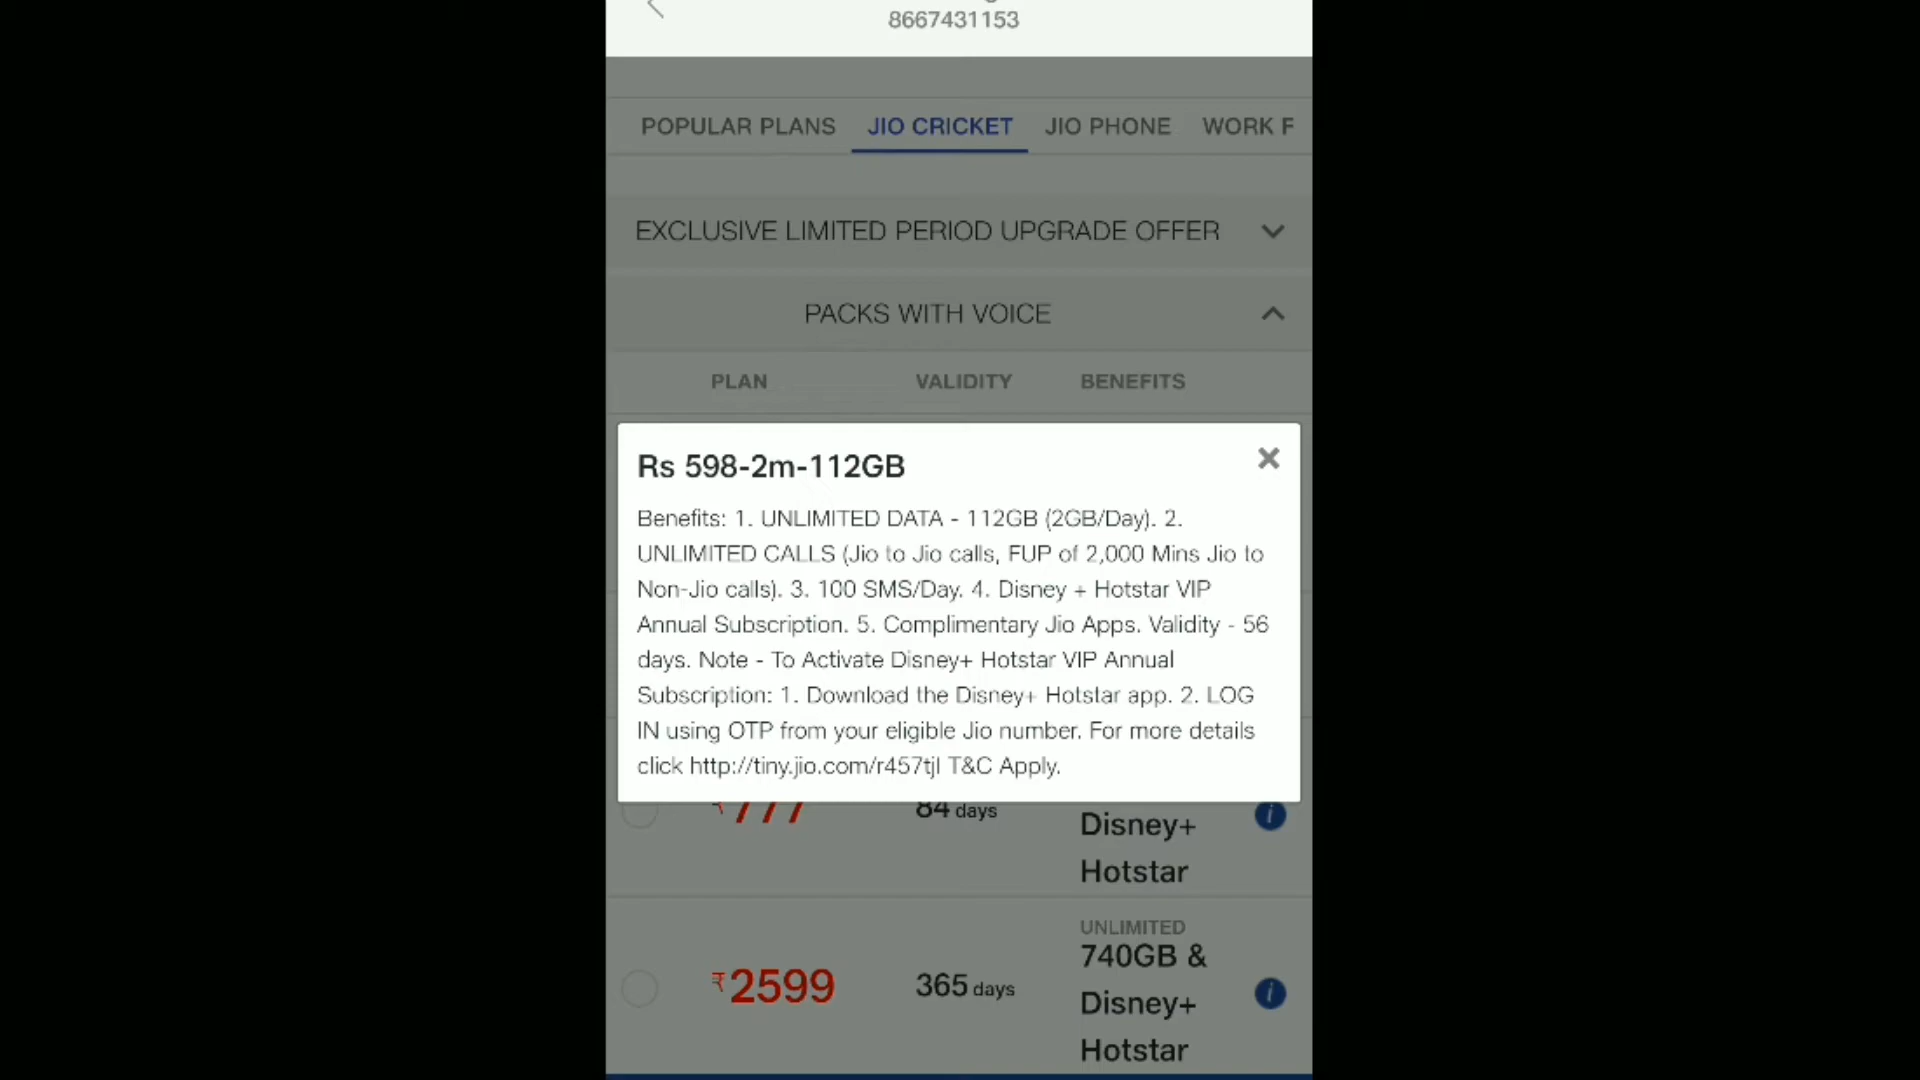 8667431153
POPULAR PLANS JIO CRICKET JIO PHONE WORK F
EXCLUSIVE LIMITED PERIOD UPGRADE OFFER
PACKS WITH VOICE
PLAN VALIDITY BENEFITS
Rs 598-2m-112GB
Benefits: 1. UNLIMITED DATA - 112GB (2GB/Day). 2.
UNLIMITED CALLS (Jio to Jio calls, FUP of 2,000 Mins Jio to
Non-Jio calls). 3. 100 SMS/Day. 4. Disney + Hotstar VIP
Annual Subscription. 5. Complimentary Jio Apps. Validity - 56
days. Note - To Activate Disney+ Hotstar VIP Annual
Subscription: 1. Download the Disney+ Hotstar app. 2. LOG
IN using OTP from your eligible Jio number. For more details
click http://tiny.jio.com/r457tjl T&C Apply.
₹777 84 days Disney+
Hotstar
UNLIMITED
₹2599 365 days 740GB &
Disney+
Hotstar